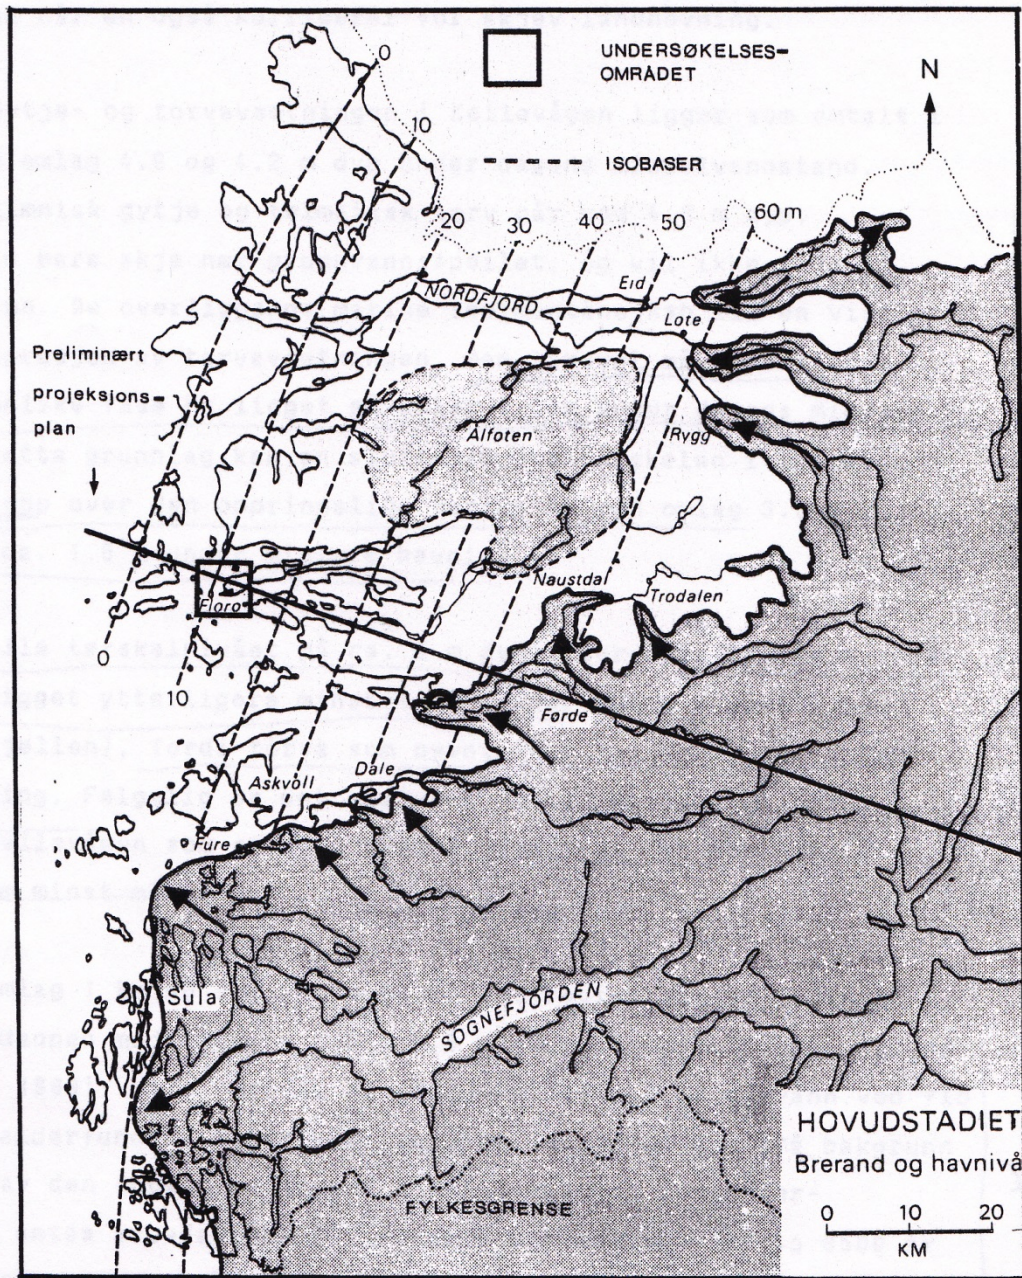 UNDERSØKELSES-
OMRÅDET
N
0
10
ISOBASER
20
30
40
50
60 m
NORDFJORD
Eid
Lote
Preliminært
projeksjons-
plan
Ålfoten
Rygg
Naustdal
Trodalen
Florø
0
10
Førde
Askvoll
Dale
Fure
Sula
SOGNEFJORDEN
HOVUDSTADIET
Brerand og havnivå
FYLKESGRENSE
0 10 20
KM